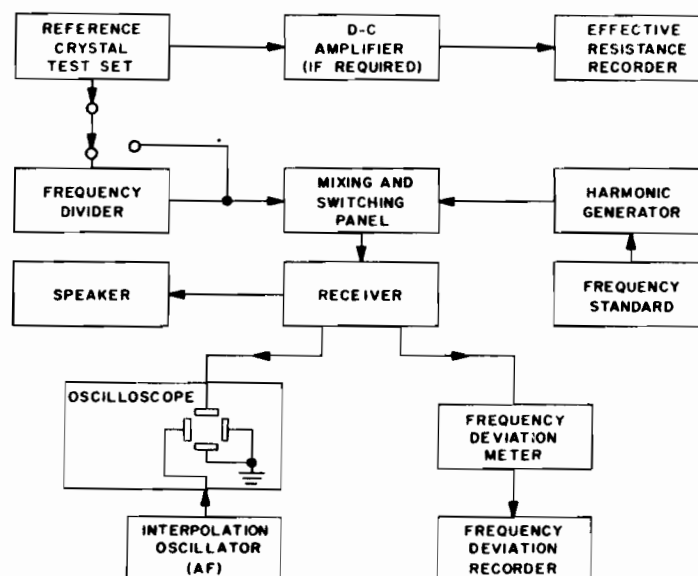 REFERENCE
CRYSTAL
TEST SET
D-C
AMPLIFIER
(IF REQUIRED)
EFFECTIVE
RESISTANCE
RECORDER
FREQUENCY
DIVIDER
MIXING AND
SWITCHING
PANEL
HARMONIC
GENERATOR
SPEAKER
RECEIVER
FREQUENCY
STANDARD
OSCILLOSCOPE
FREQUENCY
DEVIATION
METER
INTERPOLATION
OSCILLATOR
(AF)
FREQUENCY
DEVIATION
RECORDER